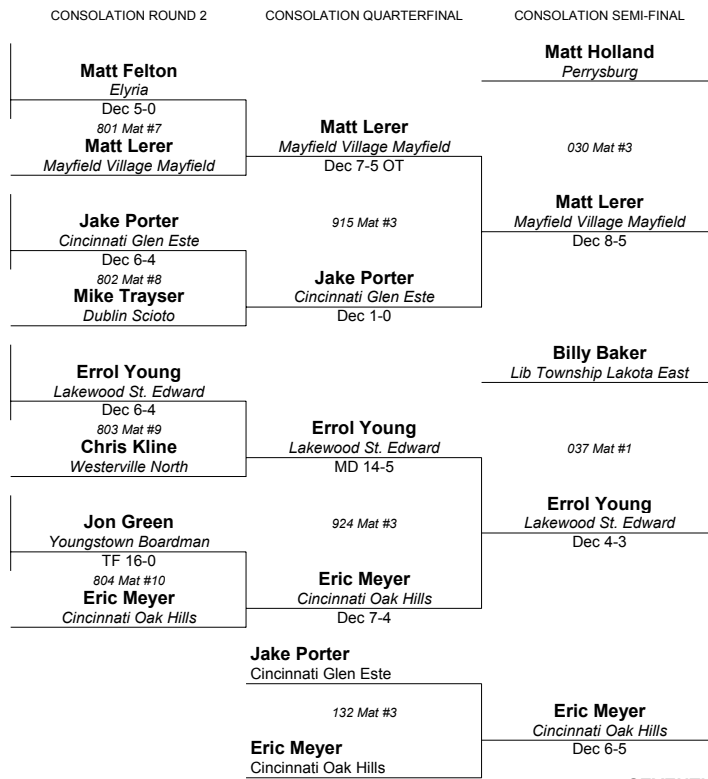 CONSOLATION ROUND 2
CONSOLATION QUARTERFINAL
CONSOLATION SEMI-FINAL
Matt Felton
Elyria
Dec 5-0
801 Mat #7
Matt Lerer
Mayfield Village Mayfield
Jake Porter
Cincinnati Glen Este
Dec 6-4
802 Mat #8
Mike Trayser
Dublin Scioto
Errol Young
Lakewood St. Edward
Dec 6-4
803 Mat #9
Chris Kline
Westerville North
Jon Green
Youngstown Boardman
TF 16-0
804 Mat #10
Eric Meyer
Cincinnati Oak Hills
Matt Lerer
Mayfield Village Mayfield
Dec 7-5 OT
915 Mat #3
Jake Porter
Cincinnati Glen Este
Dec 1-0
Errol Young
Lakewood St. Edward
MD 14-5
924 Mat #3
Eric Meyer
Cincinnati Oak Hills
Dec 7-4
Matt Holland
Perrysburg
030 Mat #3
Matt Lerer
Mayfield Village Mayfield
Dec 8-5
Billy Baker
Lib Township Lakota East
037 Mat #1
Errol Young
Lakewood St. Edward
Dec 4-3
Jake Porter
Cincinnati Glen Este
132 Mat #3
Eric Meyer
Cincinnati Oak Hills
Eric Meyer
Cincinnati Oak Hills
Dec 6-5